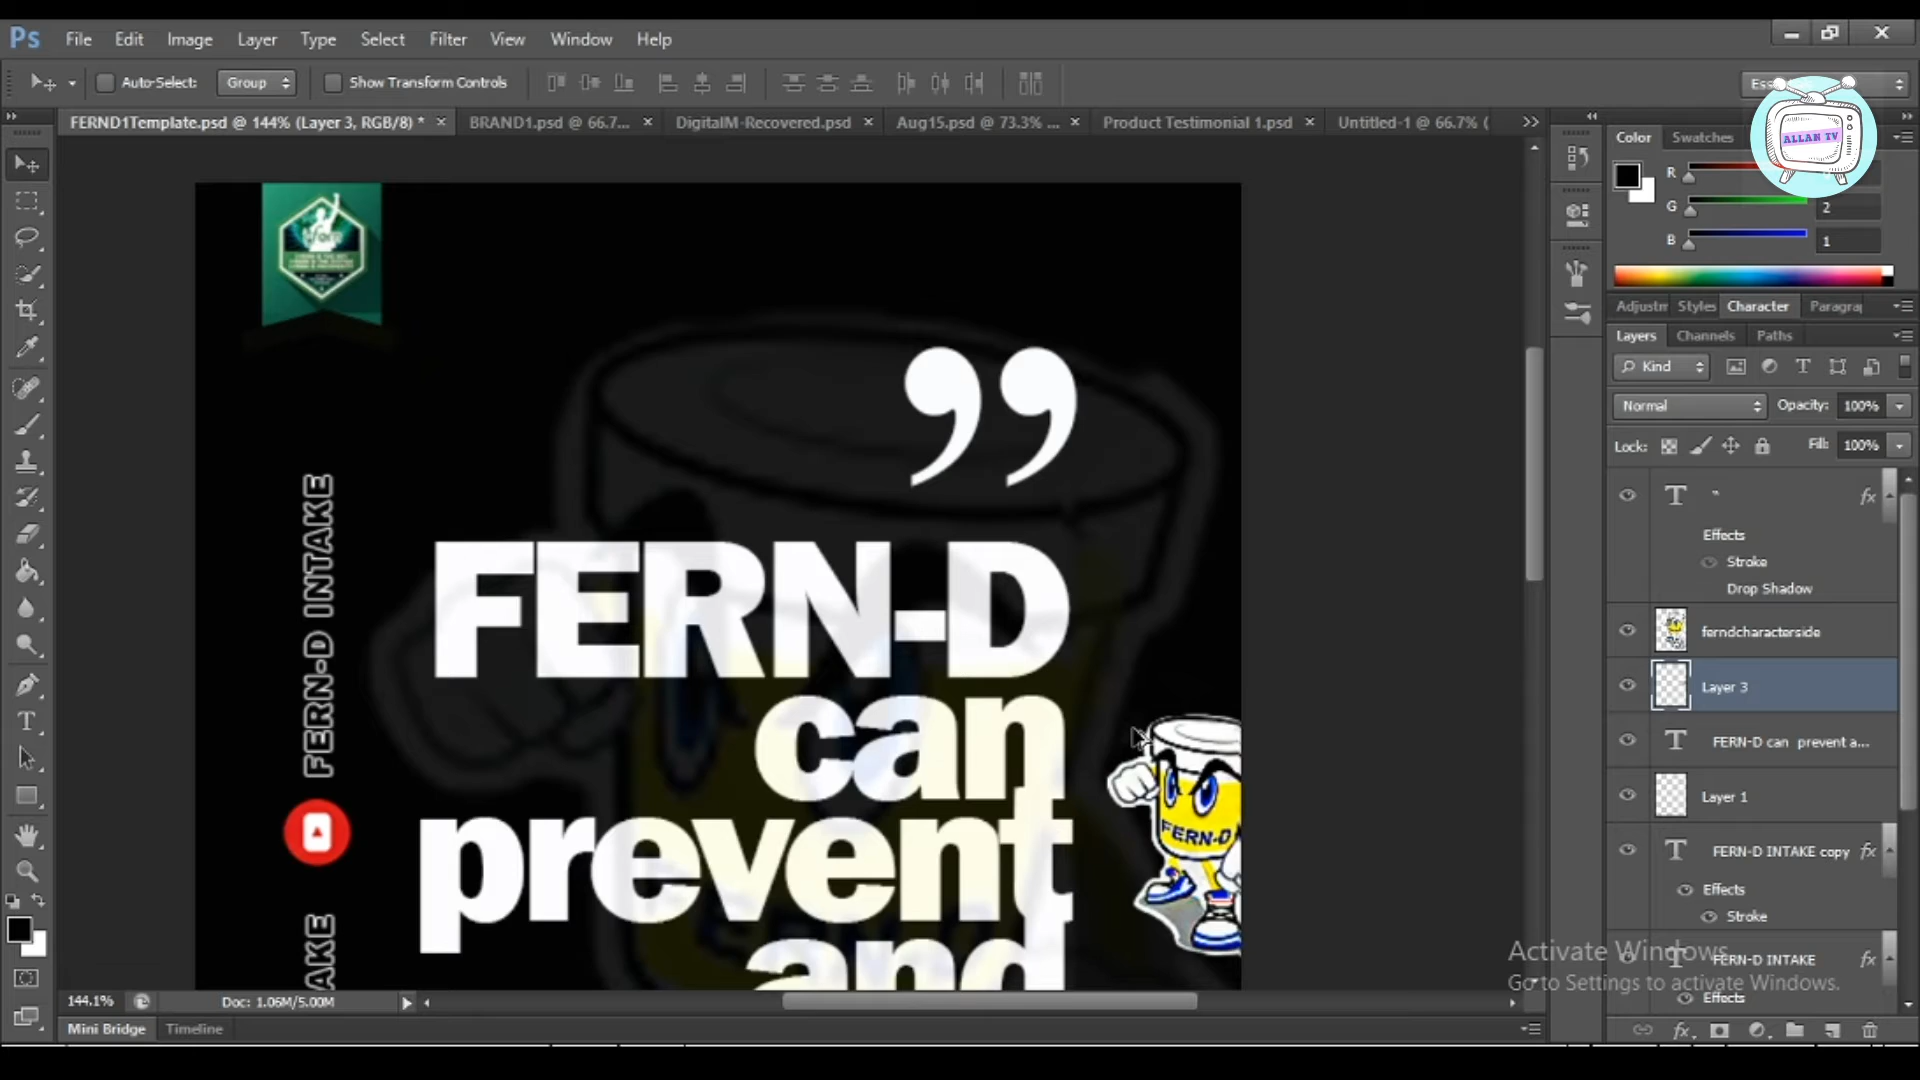 Ps File Edit Image Layer Type Select Filter View Window Help
Auto-Select: Group Show Transform Controls
ALLAN TV
FERND1Template.psd @ 144% (Layer 3, RGB/8) * BRAND1.psd @ 66.7... DigitalM-Recovered.psd Aug15.psd @ 73.3% ... Product Testimonial 1.psd Untitled-1 @ 66.7% (
Color Swatches
R
G 2
B 1
Styles Character
Layers Channels Paths
Kind
Normal Opacity: 100%
Lock: Fill: 100%
T "
Effects
Stroke
Drop Shadow
ferndcharacterside
Layer 3
T FERN-D can prevent a...
Layer 1
T FERN-D INTAKE copy fx
Effects
Stroke
T FERN-D INTAKE fx
Effects
”
FERN-D
can
prevent
and
FERN-D INTAKE
AKE
FERN-D
Activate Windows
Go to Settings to activate Windows.
144.1% Doc: 1.06M/5.00M
Mini Bridge Timeline